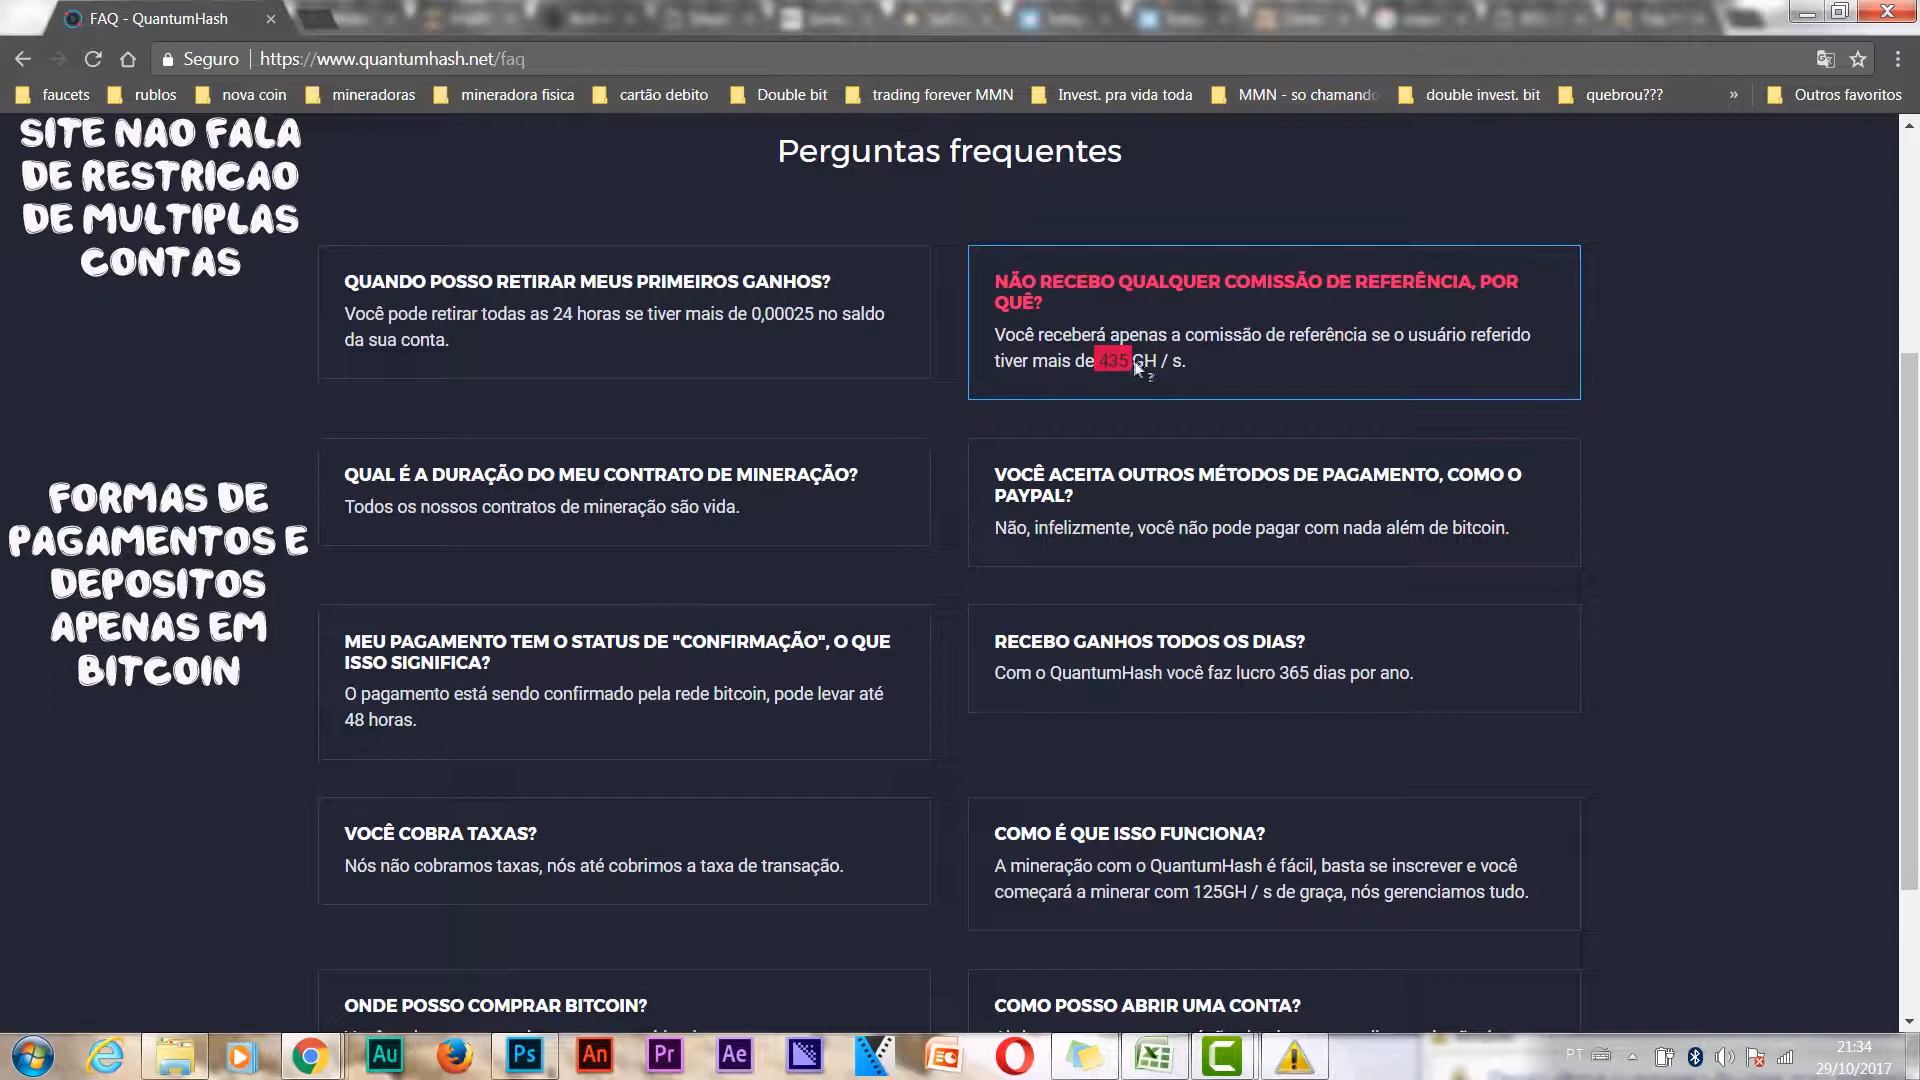 FAQ - QuantumHash
Seguro
https://www.quantumhash.net/faq
faucets
rublos
nova coin
mineradoras
mineradora fisica
cartão debito
Double bit
trading forever MMN
Invest. pra vida toda
MMN - so chamando
double invest. bit
quebrou???
»
Outros favoritos
SITE NAO FALA
DE RESTRICAO
DE MULTIPLAS
CONTAS
FORMAS DE
PAGAMENTOS E
DEPOSITOS
APENAS EM
BITCOIN
Perguntas frequentes
QUANDO POSSO RETIRAR MEUS PRIMEIROS GANHOS?
Você pode retirar todas as 24 horas se tiver mais de 0,00025 no saldo
da sua conta.
NÃO RECEBO QUALQUER COMISSÃO DE REFERÊNCIA, POR
QUÊ?
Você receberá apenas a comissão de referência se o usuário referido
tiver mais de 435 GH / s.
QUAL É A DURAÇÃO DO MEU CONTRATO DE MINERAÇÃO?
Todos os nossos contratos de mineração são vida.
VOCÊ ACEITA OUTROS MÉTODOS DE PAGAMENTO, COMO O
PAYPAL?
Não, infelizmente, você não pode pagar com nada além de bitcoin.
MEU PAGAMENTO TEM O STATUS DE "CONFIRMAÇÃO", O QUE
ISSO SIGNIFICA?
O pagamento está sendo confirmado pela rede bitcoin, pode levar até
48 horas.
RECEBO GANHOS TODOS OS DIAS?
Com o QuantumHash você faz lucro 365 dias por ano.
VOCÊ COBRA TAXAS?
Nós não cobramos taxas, nós até cobrimos a taxa de transação.
COMO É QUE ISSO FUNCIONA?
A mineração com o QuantumHash é fácil, basta se inscrever e você
começará a minerar com 125GH / s de graça, nós gerenciamos tudo.
ONDE POSSO COMPRAR BITCOIN?
COMO POSSO ABRIR UMA CONTA?
Au
Ps
An
Pr
Ae
PT
21:34
29/10/2017